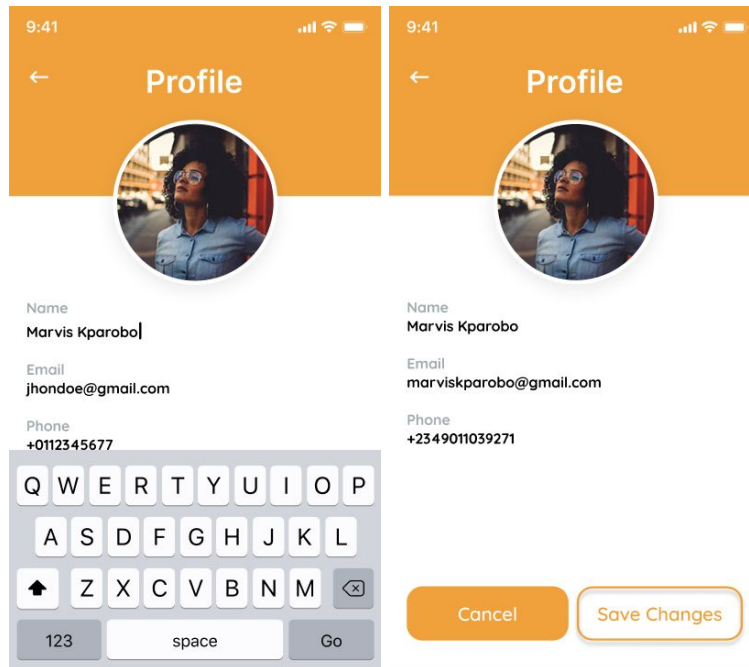 9:41
Profile
Name
Marvis Kparobo
Email
jhondoe@gmail.com
Phone
+0112345677
Q W E R T Y U I O P
A S D F G H J K L
Z X C V B N M
123 space Go
9:41
Profile
Name
Marvis Kparobo
Email
marviskparobo@gmail.com
Phone
+2349011039271
Cancel Save Changes